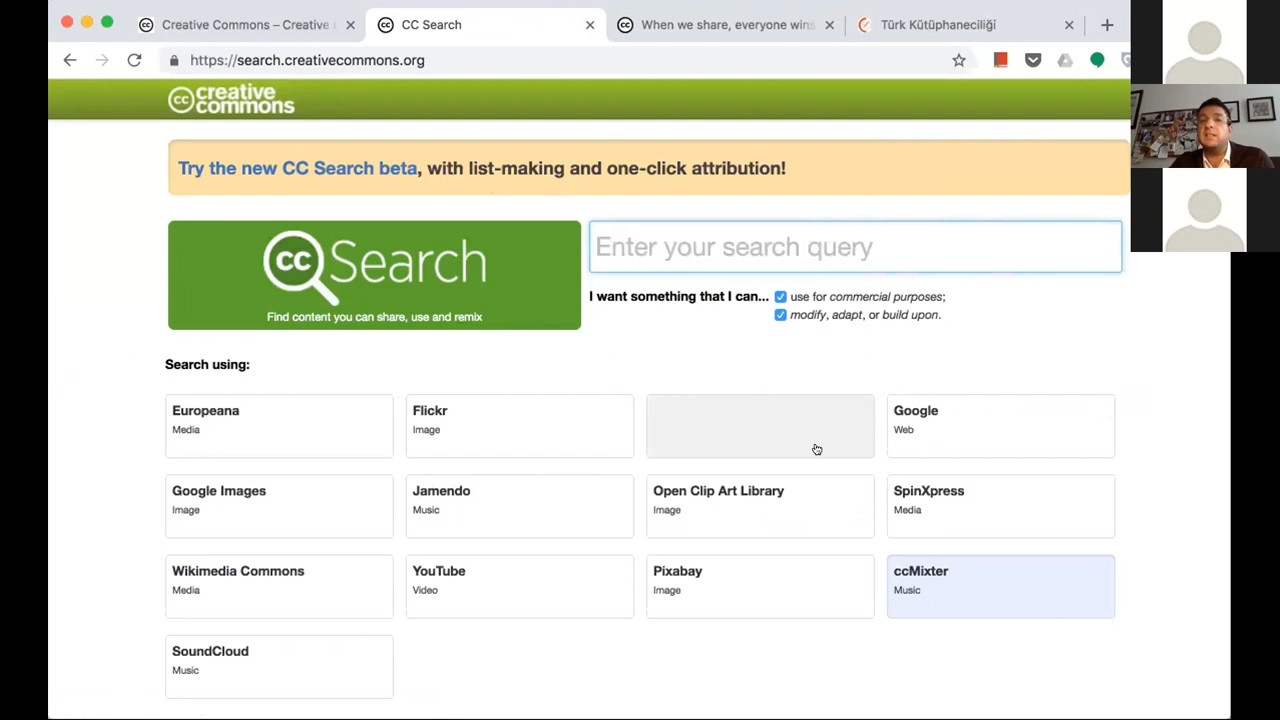 Creative Commons – Creative
CC Search
When we share, everyone wins
Türk Kütüphaneciliği
https://search.creativecommons.org
cc creative commons
Try the new CC Search beta, with list-making and one-click attribution!
cc Search
Find content you can share, use and remix
Enter your search query
I want something that I can...
use for commercial purposes;
modify, adapt, or build upon.
Search using:
Europeana
Media
Flickr
Image
Google
Web
Google Images
Image
Jamendo
Music
Open Clip Art Library
Image
SpinXpress
Media
Wikimedia Commons
Media
YouTube
Video
Pixabay
Image
ccMixter
Music
SoundCloud
Music